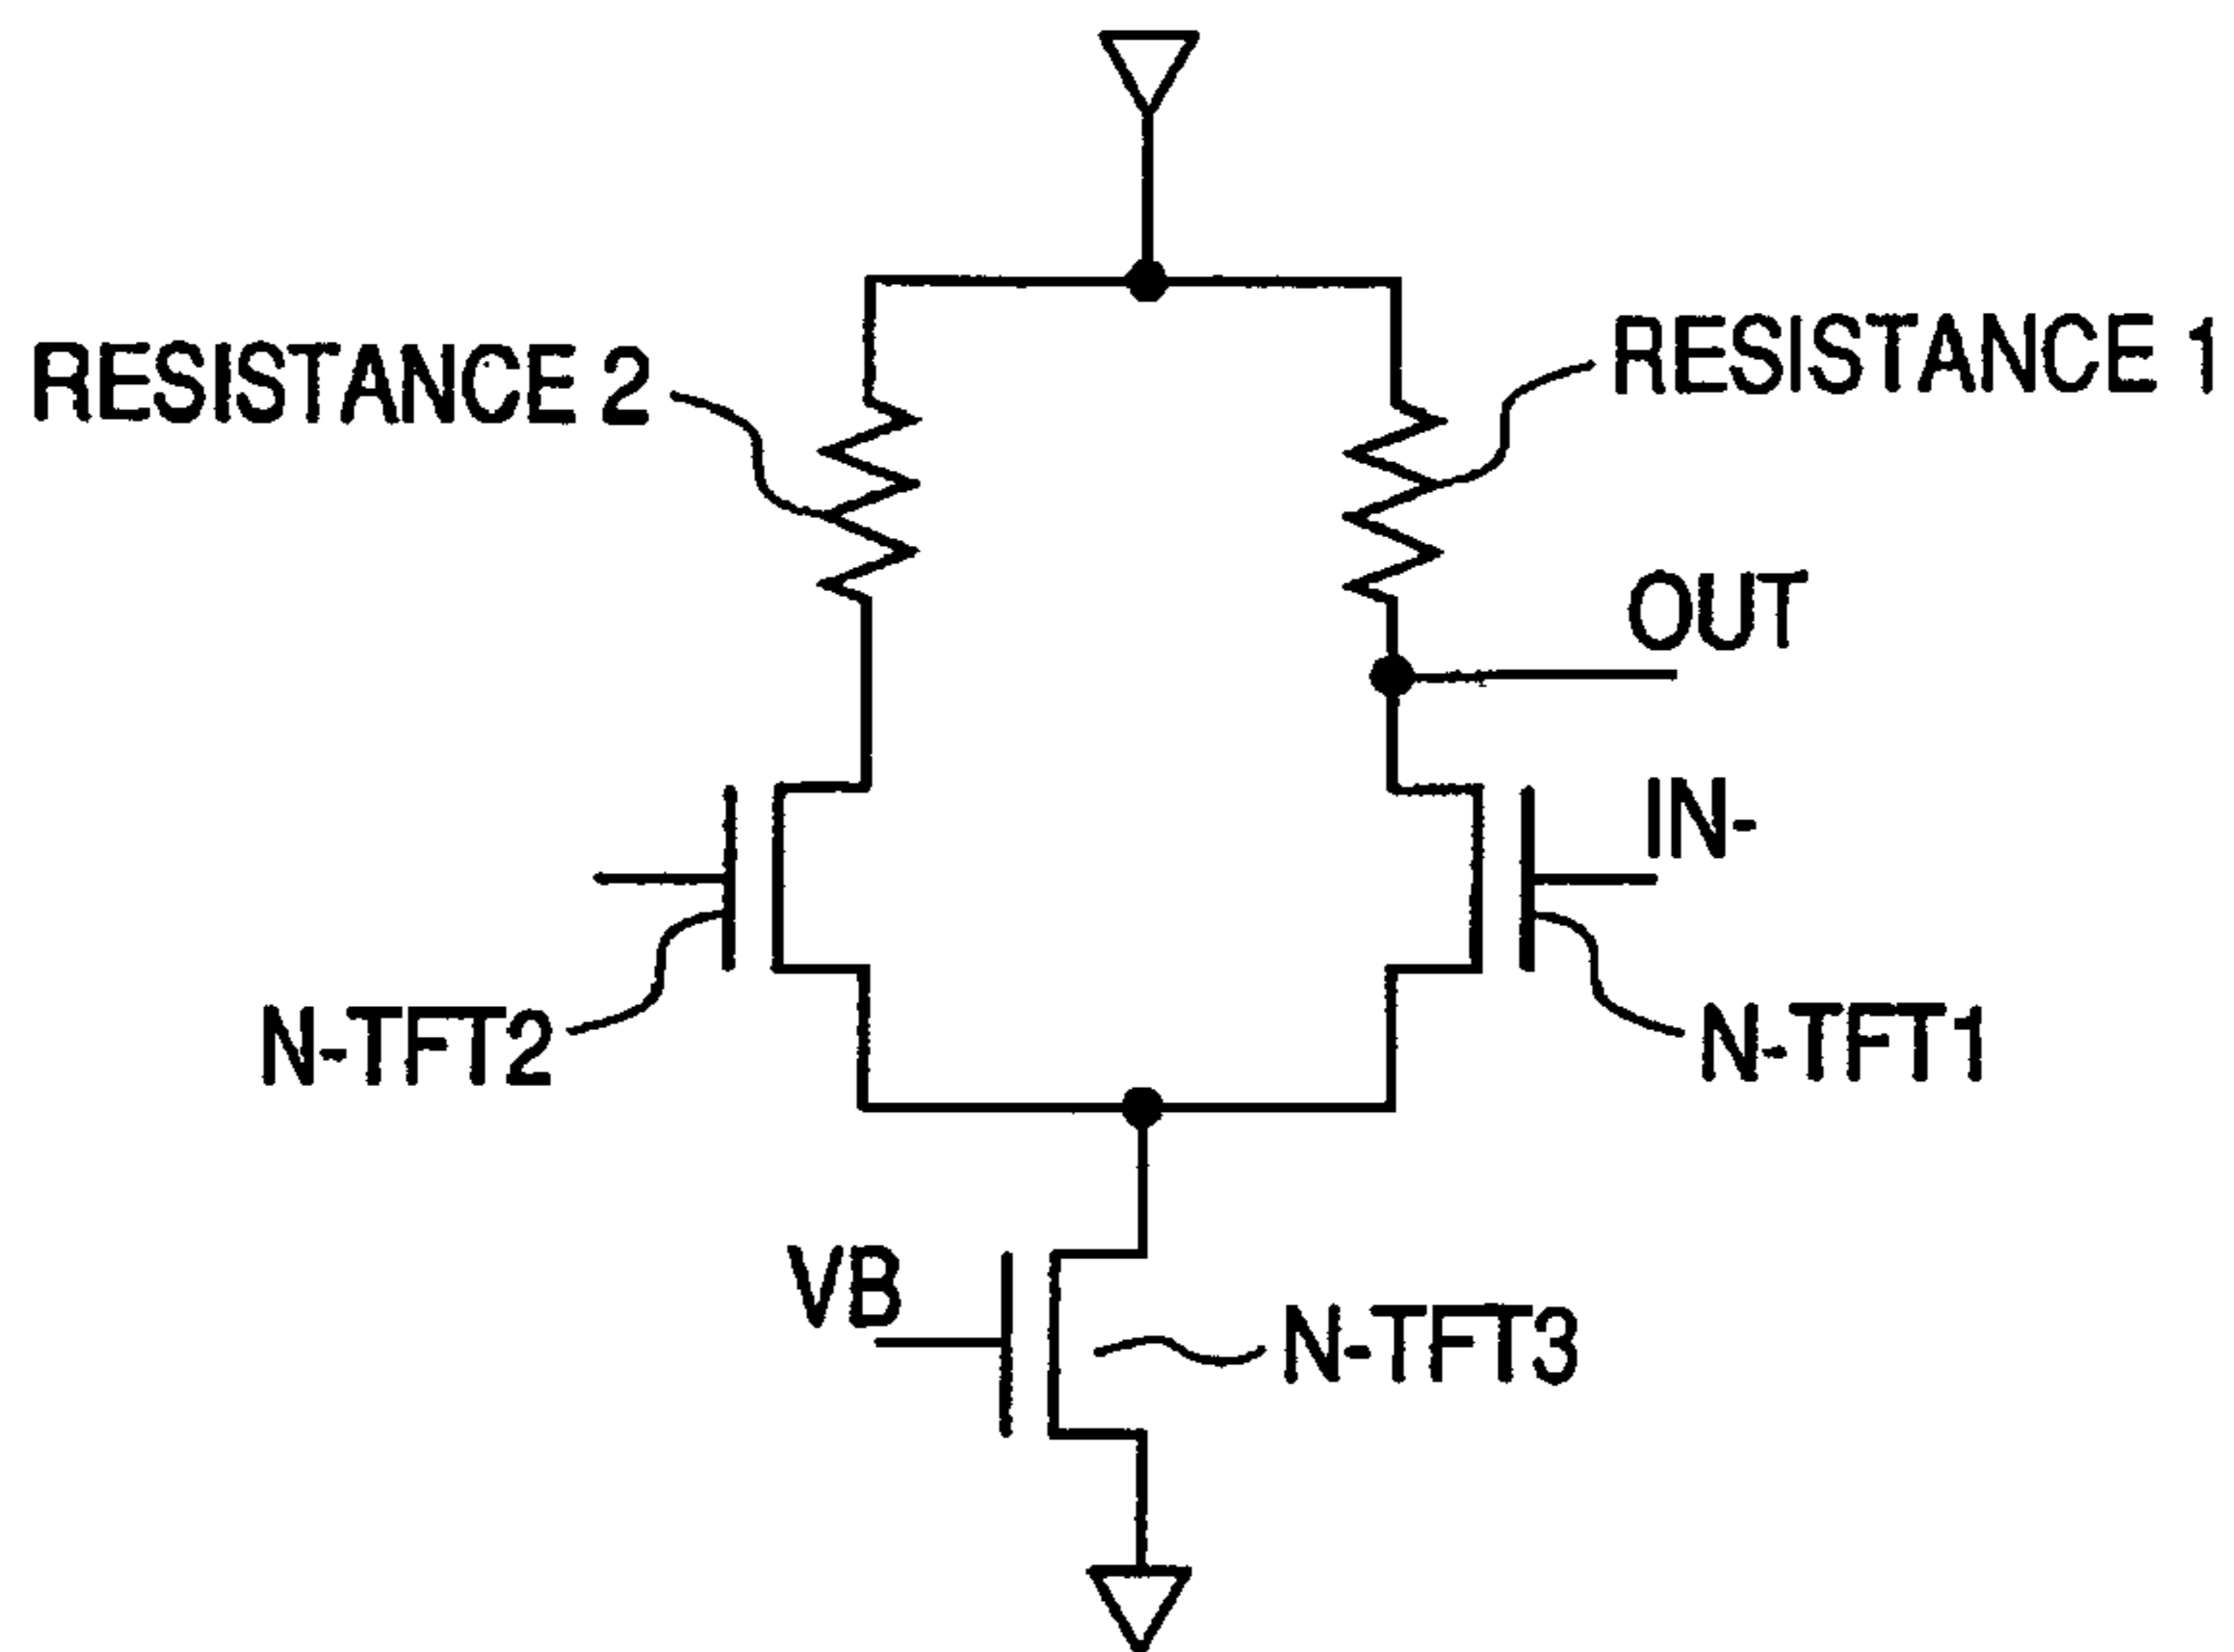 RESISTANCE 2
RESISTANCE 1
OUT
IN-
N-TFT2
N-TFT1
VB
N-TFT3